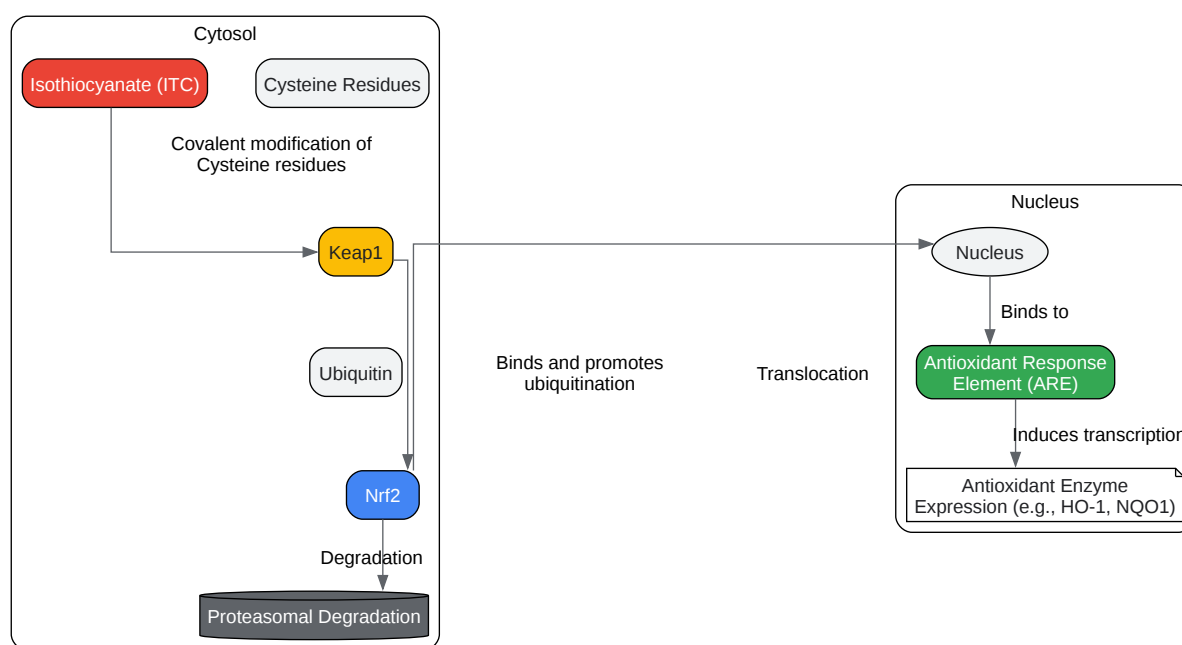 Cytosol
Isothiocyanate (ITC)
Cysteine Residues
Covalent modification of
Cysteine residues
Keap1
Ubiquitin
Binds and promotes
ubiquitination
Translocation
Nrf2
Degradation
Proteasomal Degradation
Nucleus
Nucleus
Binds to
Antioxidant Response
Element (ARE)
Induces transcription
Antioxidant Enzyme
Expression (e.g., HO-1, NQO1)